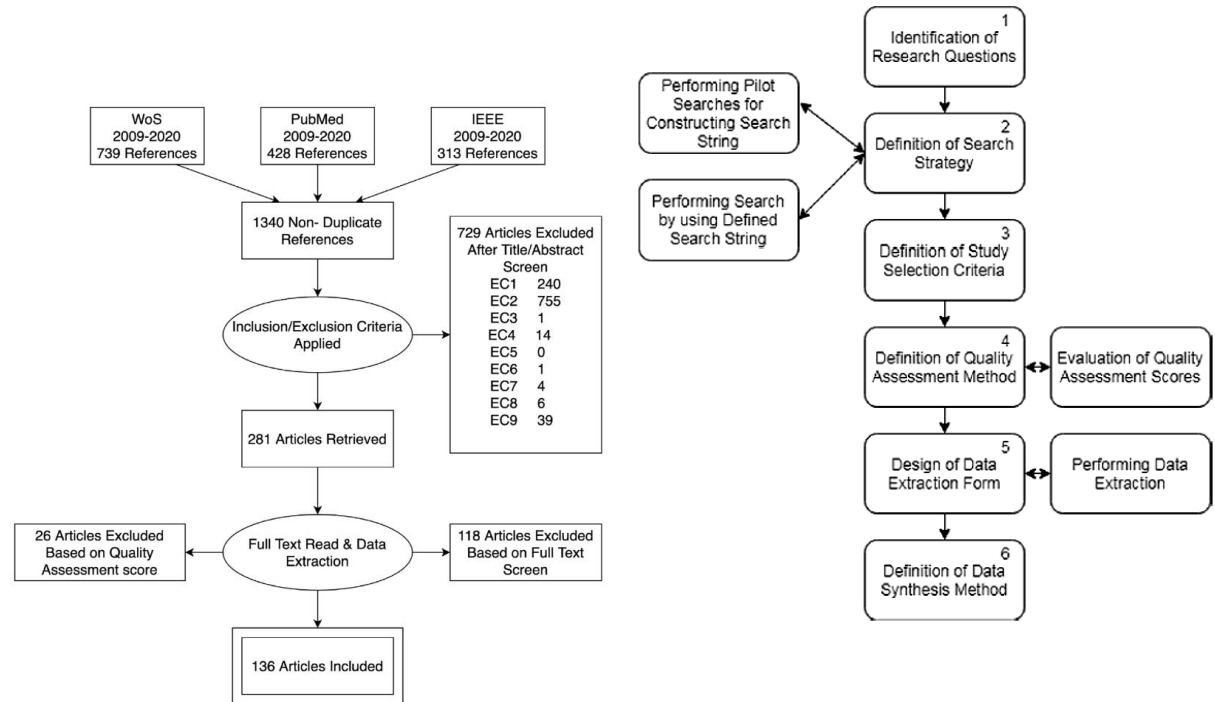 WoS
2009-2020
739 References
PubMed
2009-2020
428 References
IEEE
2009-2020
313 References
1340 Non- Duplicate
References
729 Articles Excluded
After Title/Abstract
Screen
EC1 240
EC2 755
EC3 1
EC4 14
EC5 0
EC6 1
EC7 4
EC8 6
EC9 39
Inclusion/Exclusion Criteria
Applied
281 Articles Retrieved
26 Articles Excluded
Based on Quality
Assessment score
Full Text Read & Data
Extraction
118 Articles Excluded
Based on Full Text
Screen
136 Articles Included
1
Identification of
Research Questions
Performing Pilot
Searches for
Constructing Search
String
2
Definition of Search
Strategy
Performing Search
by using Defined
Search String
3
Definition of Study
Selection Criteria
4
Definition of Quality
Assessment Method
Evaluation of Quality
Assessment Scores
5
Design of Data
Extraction Form
Performing Data
Extraction
6
Definition of Data
Synthesis Method